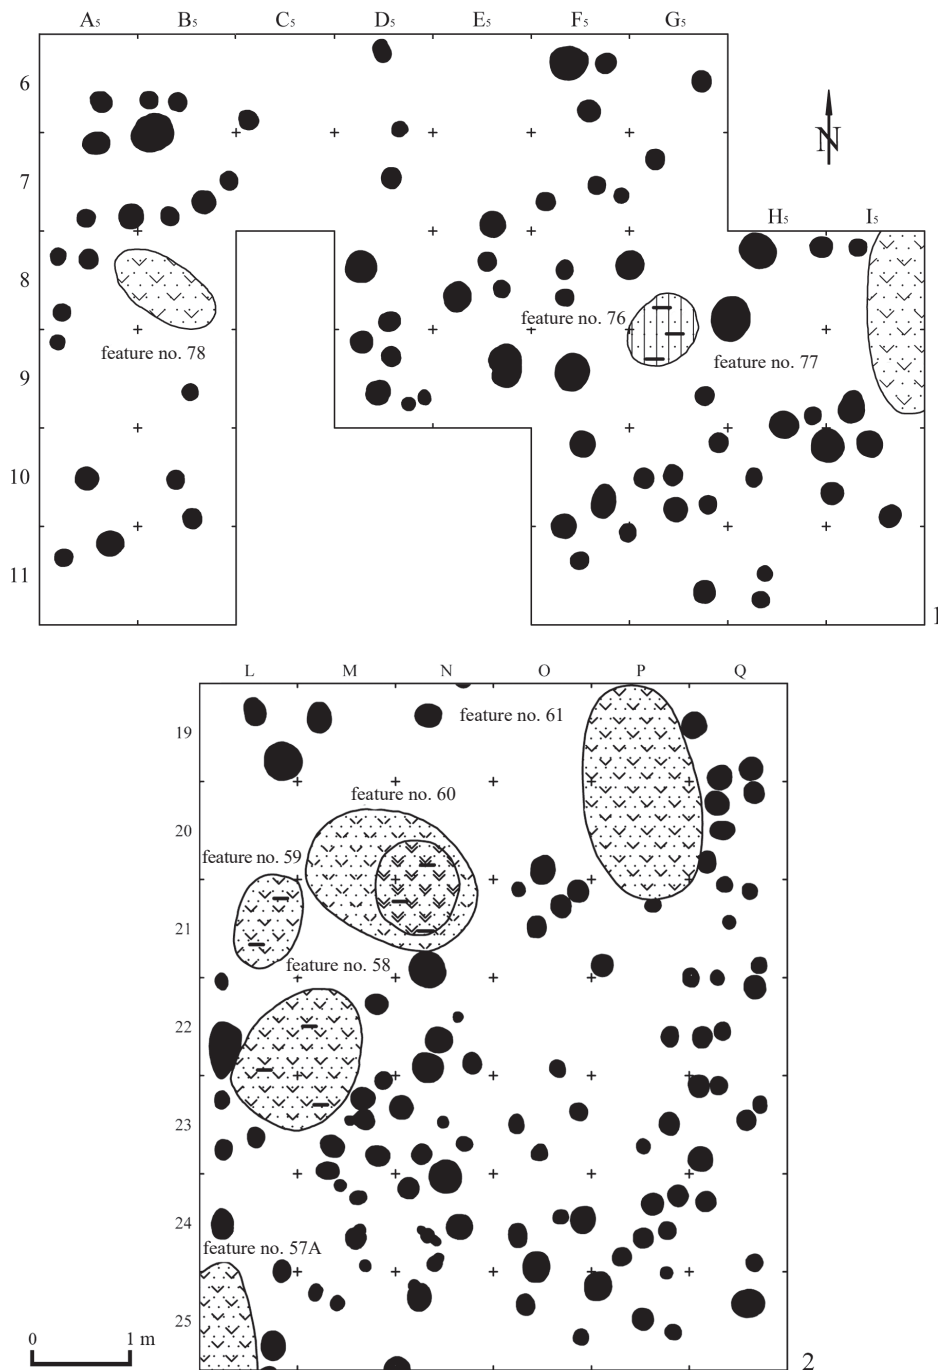 A5 B5 C5 D5 E5 F5 G5
6
N
7
H5 I5
8
feature no. 76
feature no. 78
feature no. 77
9
10
11
1
L M N O P Q
feature no. 61
19
feature no. 60
20
feature no. 59
21
feature no. 58
22
23
24
feature no. 57A
25
0 1 m
2